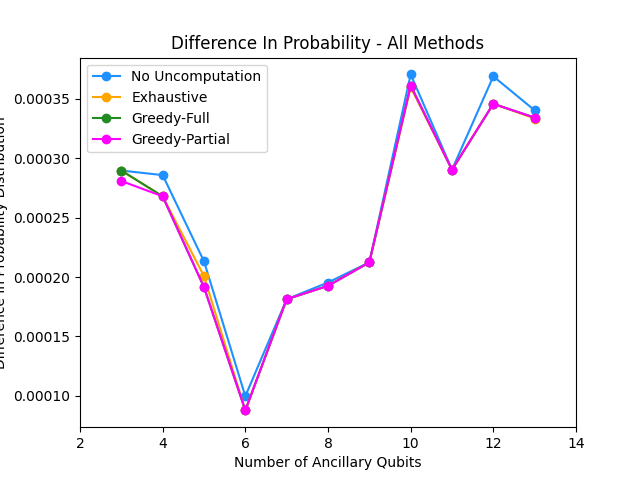 Difference In Probability - All Methods
No Uncomputation
Exhaustive
Greedy-Full
Greedy-Partial
0.00035
0.00030
0.00025
0.00020
0.00015
0.00010
Difference in Probability Distribution
2 4 6 8 10 12 14
Number of Ancillary Qubits